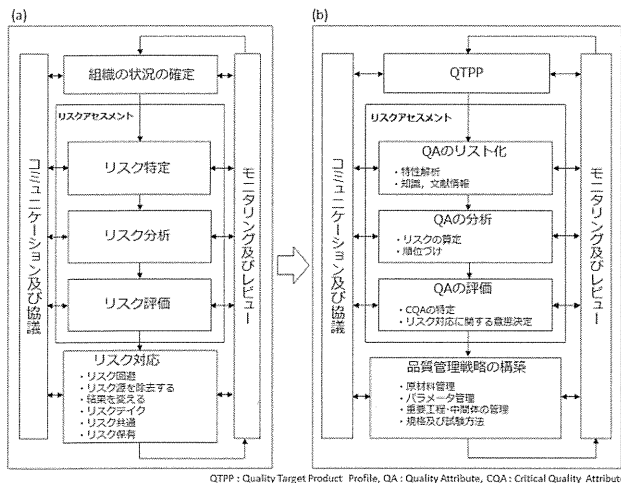 (a)
組織の状況の確定
リスクアセスメント
リスク特定
リスク分析
リスク評価
リスク対応
・リスク回避
・リスク源を除去する
・結果を変える
・リスクテイク
・リスク共通
・リスク保有
コミュニケーション及び協議
モニタリング及びレビュー
(b)
QTPP
リスクアセスメント
QAのリスト化
・特性解析
・知識，文献情報
QAの分析
・リスクの算定
・順位づけ
QAの評価
・CQAの特定
・リスク対応に関する意思決定
品質管理戦略の構築
・原材料管理
・パラメータ管理
・重要工程・中間体の管理
・規格及び試験方法
コミュニケーション及び協議
モニタリング及びレビュー
QTPP : Quality Target Product Profile, QA : Quality Attribute, CQA : Critical Quality Attribut